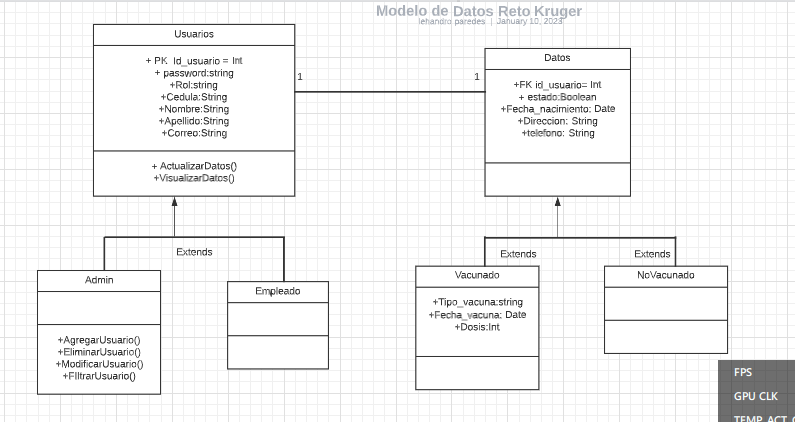 Modelo de Datos Reto Kruger
lehandro paredes | January 10, 2023
Usuarios
+ PK Id_usuario= Int
+ password:string
+Rol:string
+Cedula:String
+Nombre:String
+Apellido:String
+Correo:String
+ ActualizarDatos()
+VisualizarDatos()
1
1
Datos
+FK id_usuario= Int
+ estado:Boolean
+Fecha_nacimiento: Date
+Direccion: String
+telefono: String
Extends
Extends
Extends
Admin
+AgregarUsuario()
+EliminarUsuario()
+ModificarUsuario()
+FIltrarUsuario()
Empleado
Vacunado
+Tipo_vacuna:string
+Fecha_vacuna: Date
+Dosis:Int
NoVacunado
FPS
GPU CLK
TEMP ACT